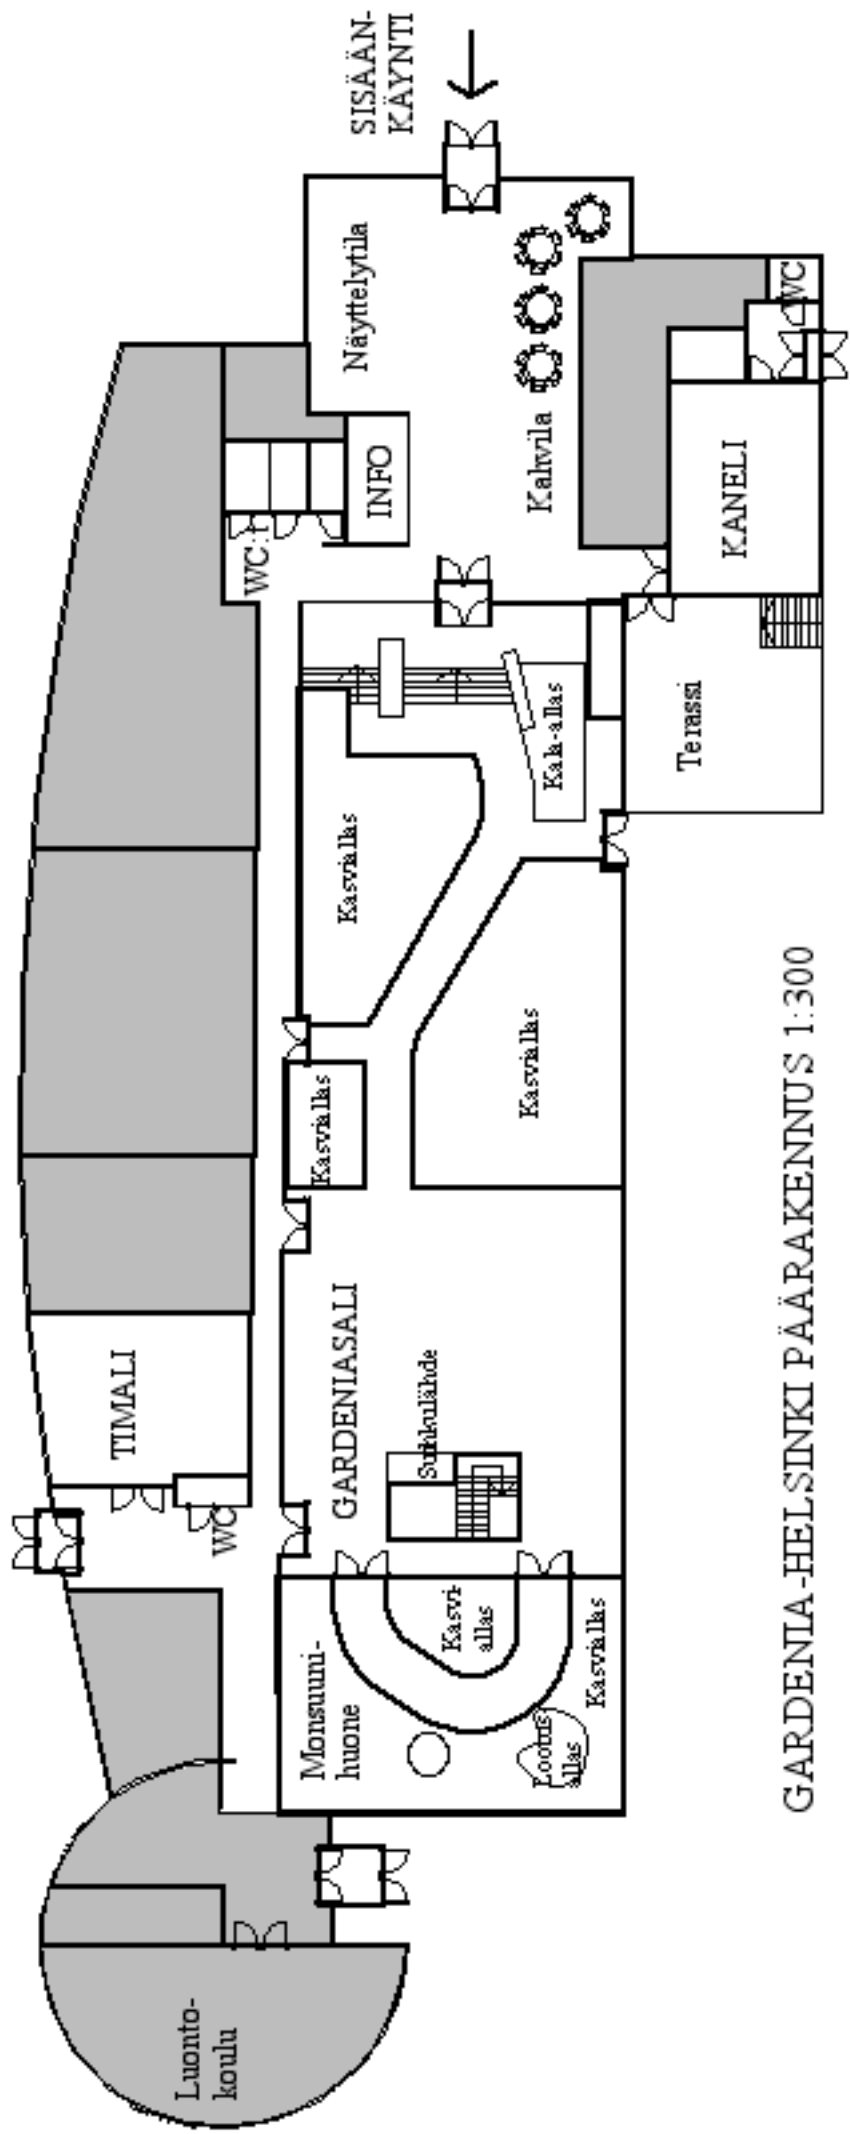 SISÄÄN-
KÄYNTI
Näyttelytila
INFO
WC:t
Kahvila
WC
KANELI
Terassi
Kala-allas
Kasviallas
Kasviallas
Kasviallas
GARDENIASALI
Suihkulähde
TIMALI
WC
Monsuuni-
huone
Kasvi-
allas
Kasviallas
Lootus
allas
Luonto-
koulu
GARDENIA-HELSINKI PÄÄRAKENNUS 1:300